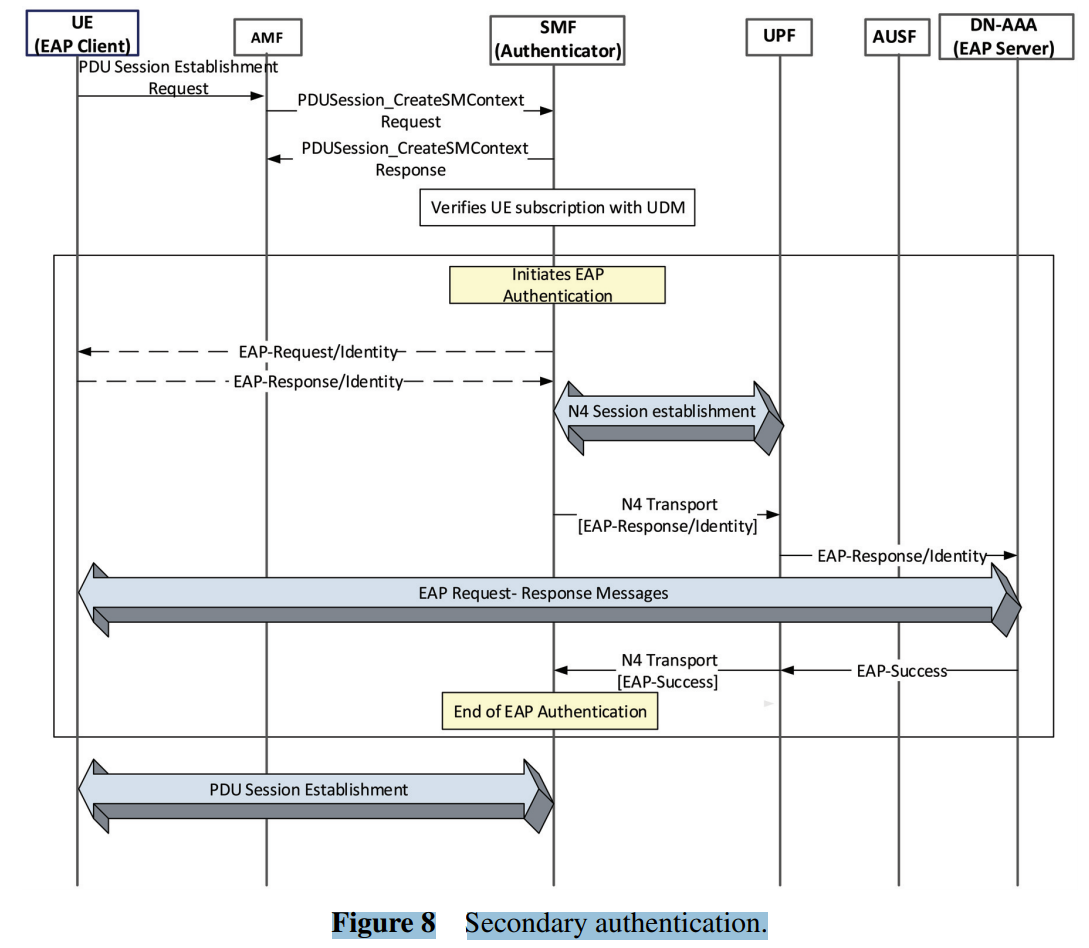 UE
(EAP Client)
AMF
SMF
(Authenticator)
UPF
AUSF
DN-AAA
(EAP Server)
PDU Session Establishment
Request
PDUSession_CreateSMContext
Request
PDUSession_CreateSMContext
Response
Verifies UE subscription with UDM
Initiates EAP
Authentication
EAP-Request/Identity
EAP-Response/Identity
N4 Session establishment
N4 Transport
[EAP-Response/Identity]
EAP-Response/Identity
EAP Request- Response Messages
N4 Transport
[EAP-Success]
EAP-Success
End of EAP Authentication
PDU Session Establishment
Figure 8 Secondary authentication.